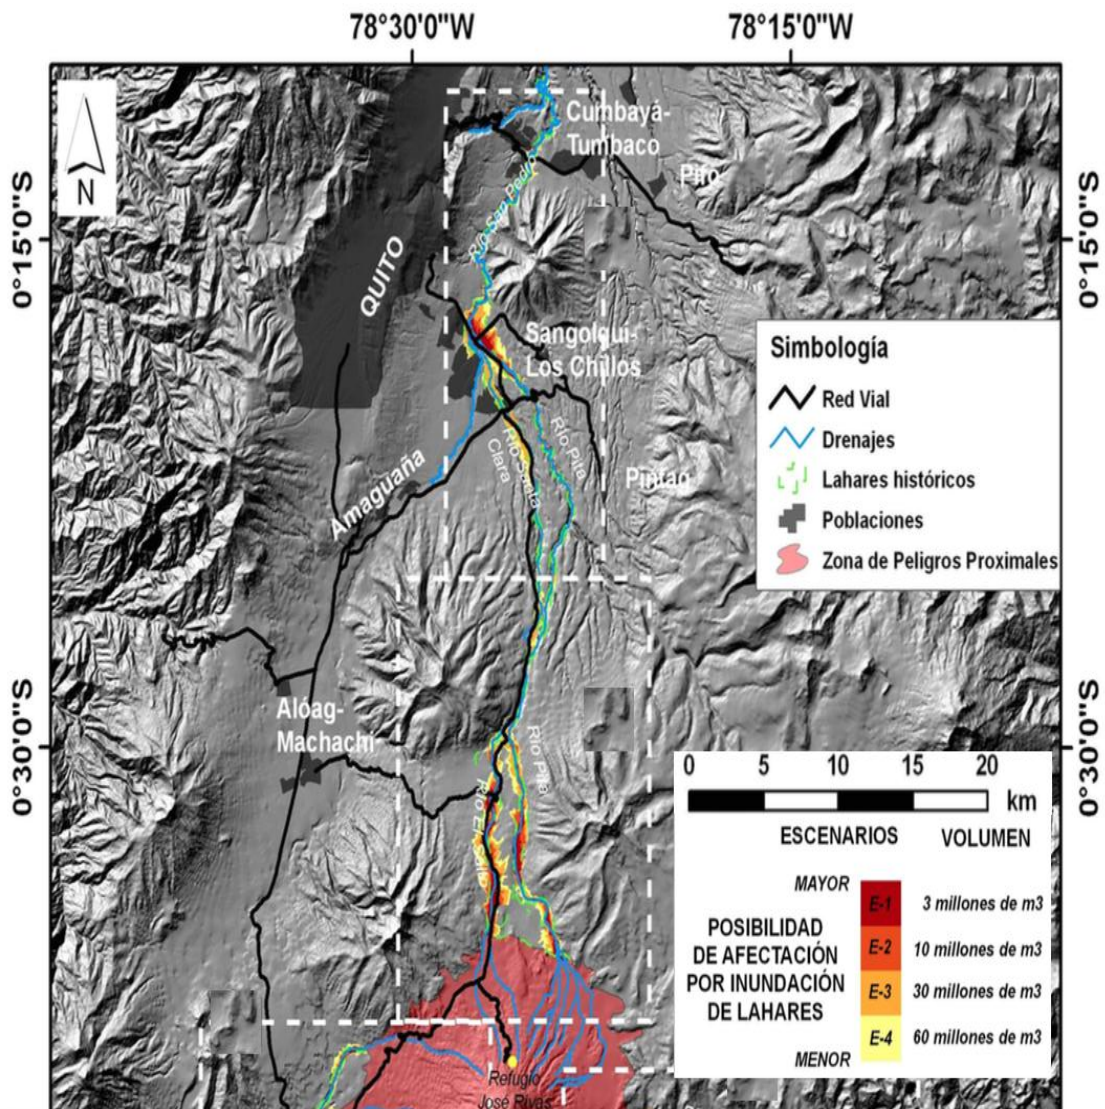 78°30'0"W
78°15'0"W
0°15'0"S
0°15'0"S
0°30'0"S
0°30'0"S
N
Cumbayá-
Tumbaco
Pifo
Río San Pedro
QUITO
Sangolquí-
Los Chillos
Río Pita
Río Santa
Clara
Pintag
Amaguaña
Alóag-
Machachi
Río Pita
Río El Salto
Refugio
José Rivas
Simbología
Red Vial
Drenajes
Lahares históricos
Poblaciones
Zona de Peligros Proximales
0 5 10 15 20
km
ESCENARIOS VOLUMEN
MAYOR
POSIBILIDAD
DE AFECTACIÓN
POR INUNDACIÓN
DE LAHARES
MENOR
E-1 3 millones de m3
E-2 10 millones de m3
E-3 30 millones de m3
E-4 60 millones de m3